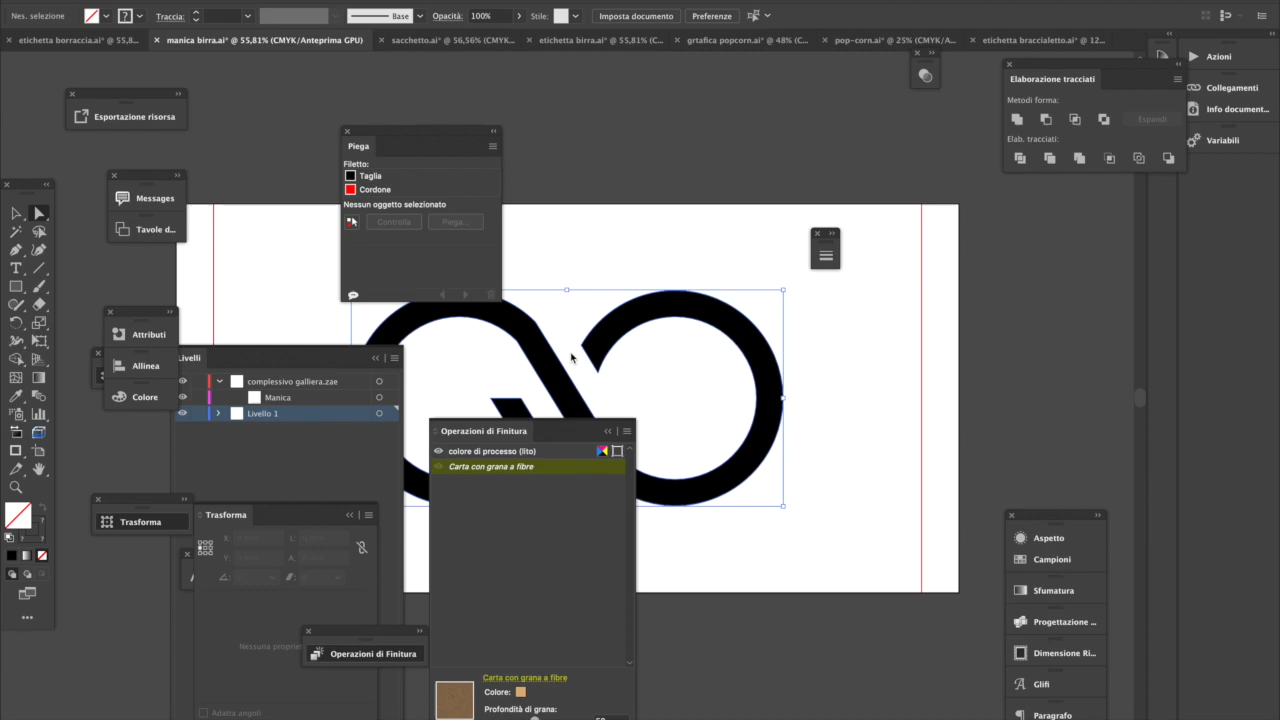 Nes. selezione
Traccia:
Base
Opacità: 100%
Stile:
Imposta documento
Preferenze
etichetta borraccia.ai* @ 55,8...
manica birra.ai* @ 55,81% (CMYK/Anteprima GPU)
sacchetto.ai* @ 56,56% (CMYK...
etichetta birra.ai* @ 55,81% (C...
grtafica popcorn.ai* @ 48% (C...
pop-corn.ai* @ 25% (CMYK/A...
etichetta braccialetto.ai* @ 12...
Esportazione risorsa
Messages
Tavole d...
Piega
Filetto:
Taglia
Cordone
Nessun oggetto selezionato
Controlla
Piega...
Elaborazione tracciati
Metodi forma:
Espandi
Elab. tracciati:
Azioni
Collegamenti
Info document...
Variabili
Attributi
Allinea
Colore
Livelli
complessivo galliera.zae
Manica
Livello 1
Operazioni di Finitura
colore di processo (lito)
Carta con grana a fibre
Trasforma
Trasforma
X:
L:
Y:
A:
Nessuna proprie
Operazioni di Finitura
Adatta angoli
Carta con grana a fibre
Colore:
Profondità di grana:
50
Aspetto
Campioni
Sfumatura
Progettazione ...
Dimensione Ri...
Glifi
Paragrafo